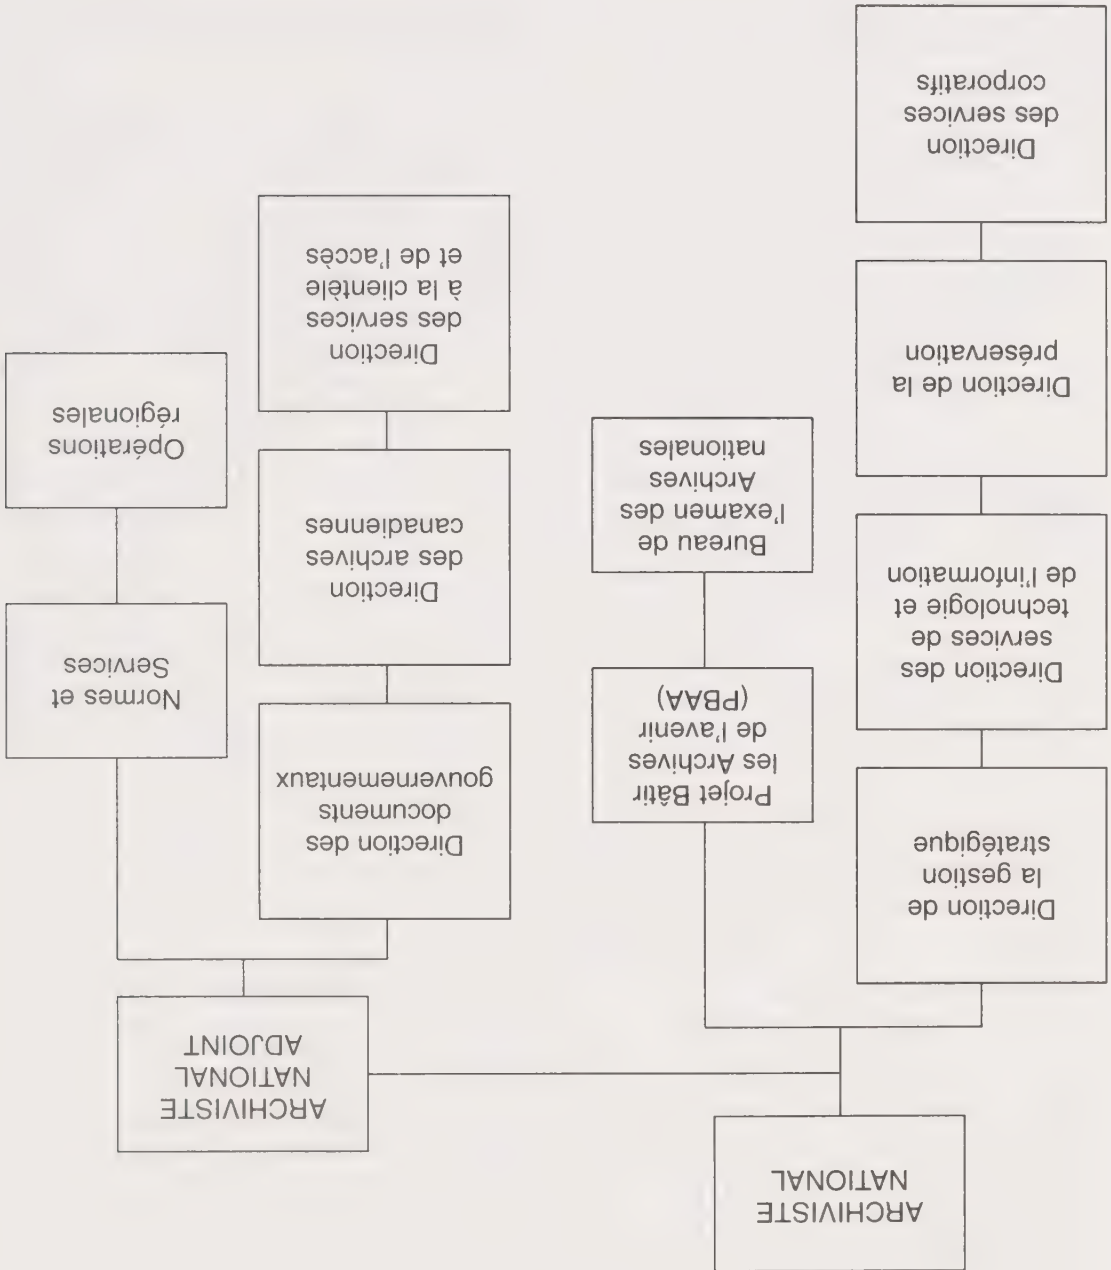 ARCHIVISTE
NATIONAL
ARCHIVISTE
NATIONAL
ADJOINT
Direction de
la gestion
stratégique
Direction des
services de
technologie et
de l'information
Direction de la
préservation
Direction
des services
corporatifs
Projet Bâtir
les Archives
de l'avenir
(PBAA)
Bureau de
l'examen des
Archives
nationales
Direction des
documents
gouvernementaux
Direction
des archives
canadiennes
Direction
des services
à la clientèle
et de l'accès
Normes et
Services
Opérations
régionales